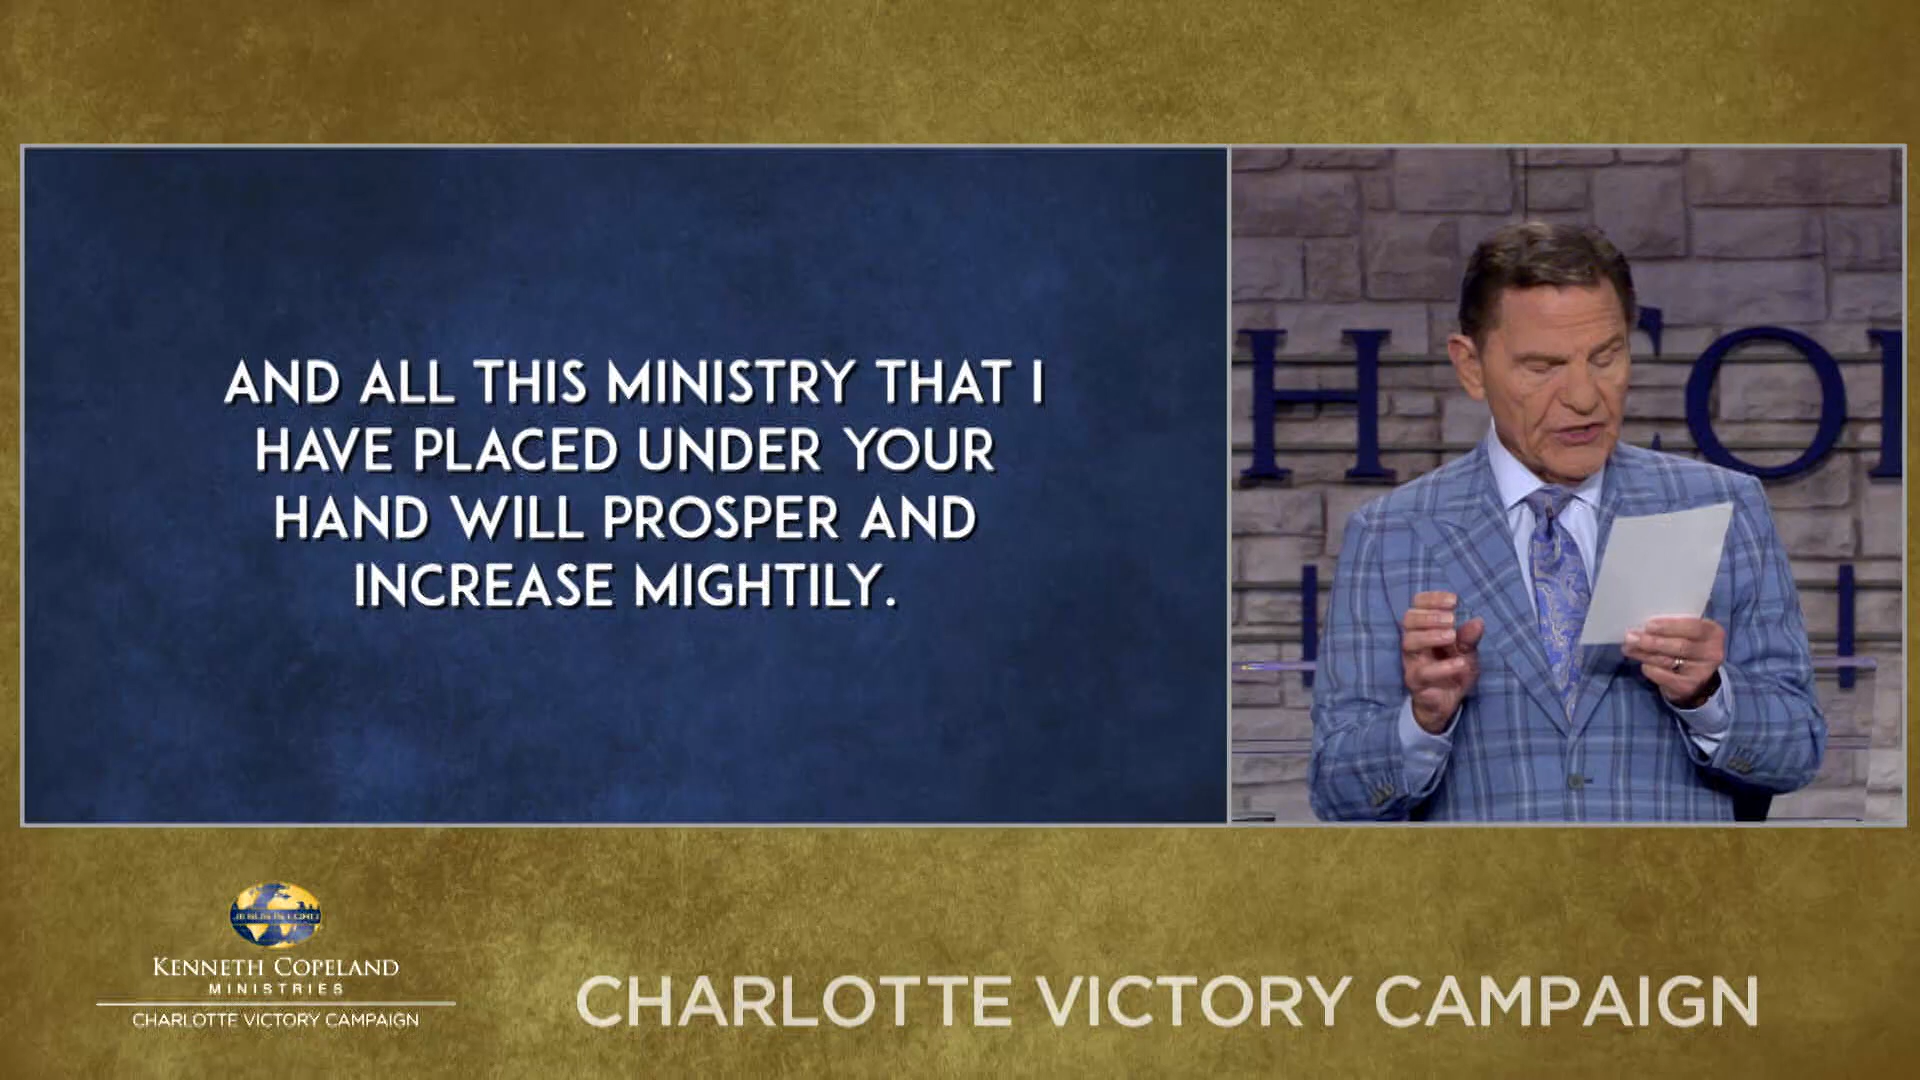 AND ALL THIS MINISTRY THAT I
HAVE PLACED UNDER YOUR
HAND WILL PROSPER AND
INCREASE MIGHTILY.
H COP
KENNETH COPELAND
MINISTRIES
CHARLOTTE VICTORY CAMPAIGN
CHARLOTTE VICTORY CAMPAIGN